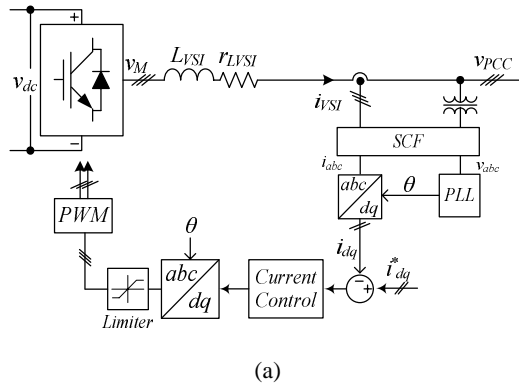 +
v_dc
v_M
L_VSI
r_LVSI
v_PCC
−
i_VSI
SCF
i_abc
v_abc
abc
dq
θ
PLL
PWM
θ
i_dq
abc
dq
Current
Control
−
+
i*_dq
Limiter
(a)